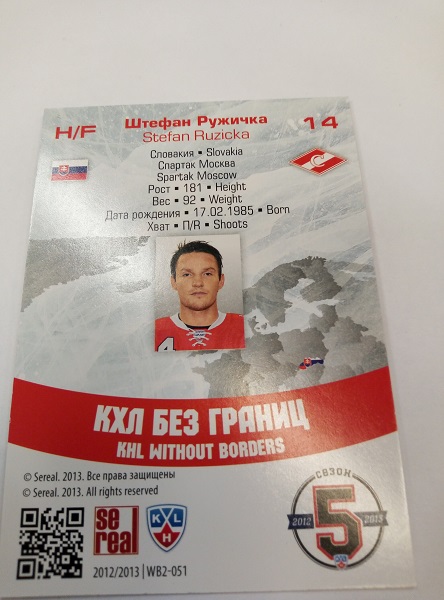 Н/F
Штефан Ружичка
14
Stefan Ruzicka
Словакия ▪ Slovakia
Спартак Москва
Spartak Moscow
Рост ▪ 181 ▪ Height
Вес ▪ 92 ▪ Weight
Дата рождения ▪ 17.02.1985 ▪ Born
Хват ▪ П/R ▪ Shoots
4
КХЛ БЕЗ ГРАНИЦ
KHL WITHOUT BORDERS
© Sereal. 2013. Все права защищены
© Sereal. 2013. All rights reserved
se
real
KHL
2012/2013 | WB2-051
СЕЗОН
2012 5 2013